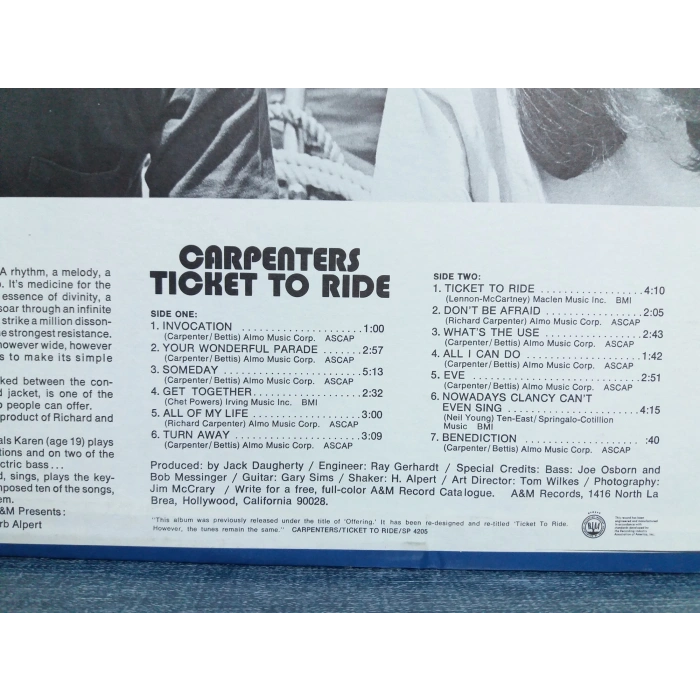 A rhythm, a melody, a
. It's medicine for the
essence of divinity, a
soar through an infinite
strike a million disson-
he strongest resistance.
however wide, however
s to make its simple
ked between the con-
d jacket, is one of the
o people can offer.
product of Richard and
als Karen (age 19) plays
tions and on two of the
ctric bass...
d, sings, plays the key-
mposed ten of the songs,
em.
A&M Presents:
rb Alpert
CARPENTERS
TICKET TO RIDE
SIDE ONE:
1. INVOCATION ..................1:00
(Carpenter/Bettis) Almo Music Corp. ASCAP
2. YOUR WONDERFUL PARADE ........2:57
(Carpenter/Bettis) Almo Music Corp. ASCAP
3. SOMEDAY ......................5:13
(Carpenter/Bettis) Almo Music Corp. ASCAP
4. GET TOGETHER .................2:32
(Chet Powers) Irving Music Inc. BMI
5. ALL OF MY LIFE ...............3:00
(Richard Carpenter) Almo Music Corp. ASCAP
6. TURN AWAY ....................3:09
(Carpenter/Bettis) Almo Music Corp. ASCAP
SIDE TWO:
1. TICKET TO RIDE ...............4:10
(Lennon-McCartney) Maclen Music Inc. BMI
2. DON'T BE AFRAID ..............2:05
(Richard Carpenter) Almo Music Corp. ASCAP
3. WHAT'S THE USE ...............2:43
(Carpenter/Bettis) Almo Music Corp. ASCAP
4. ALL I CAN DO .................1:42
(Carpenter/Bettis) Almo Music Corp. ASCAP
5. EVE ..........................2:51
(Carpenter/Bettis) Almo Music Corp. ASCAP
6. NOWADAYS CLANCY CAN'T
EVEN SING .......................4:15
(Neil Young) Ten-East/Springalo-Cotillion
Music BMI
7. BENEDICTION ..................:40
(Carpenter/Bettis) Almo Music Corp. ASCAP
Produced: by Jack Daugherty / Engineer: Ray Gerhardt / Special Credits: Bass: Joe Osborn and
Bob Messinger / Guitar: Gary Sims / Shaker: H. Alpert / Art Director: Tom Wilkes / Photography:
Jim McCrary / Write for a free, full-color A&M Record Catalogue. A&M Records, 1416 North La
Brea, Hollywood, California 90028.
"This album was previously released under the title of 'Offering.' It has been re-designed and re-titled 'Ticket To Ride.
However, the tunes remain the same." CARPENTERS/TICKET TO RIDE/SP 4205